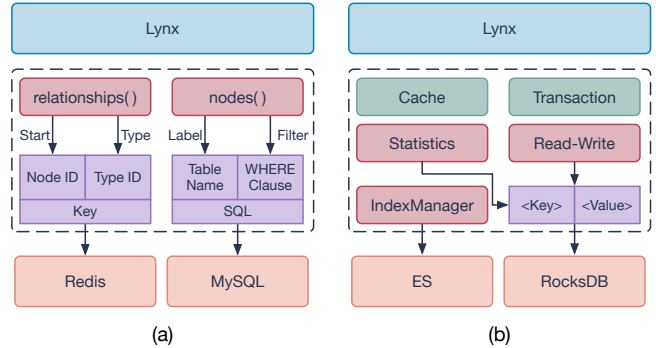 Lynx
relationships( )
nodes( )
Start
Type
Label
Filter
Node ID
Type ID
Table
Name
WHERE
Clause
Key
SQL
Redis
MySQL
(a)
Lynx
Cache
Transaction
Statistics
Read-Write
IndexManager
<Key>
<Value>
ES
RocksDB
(b)